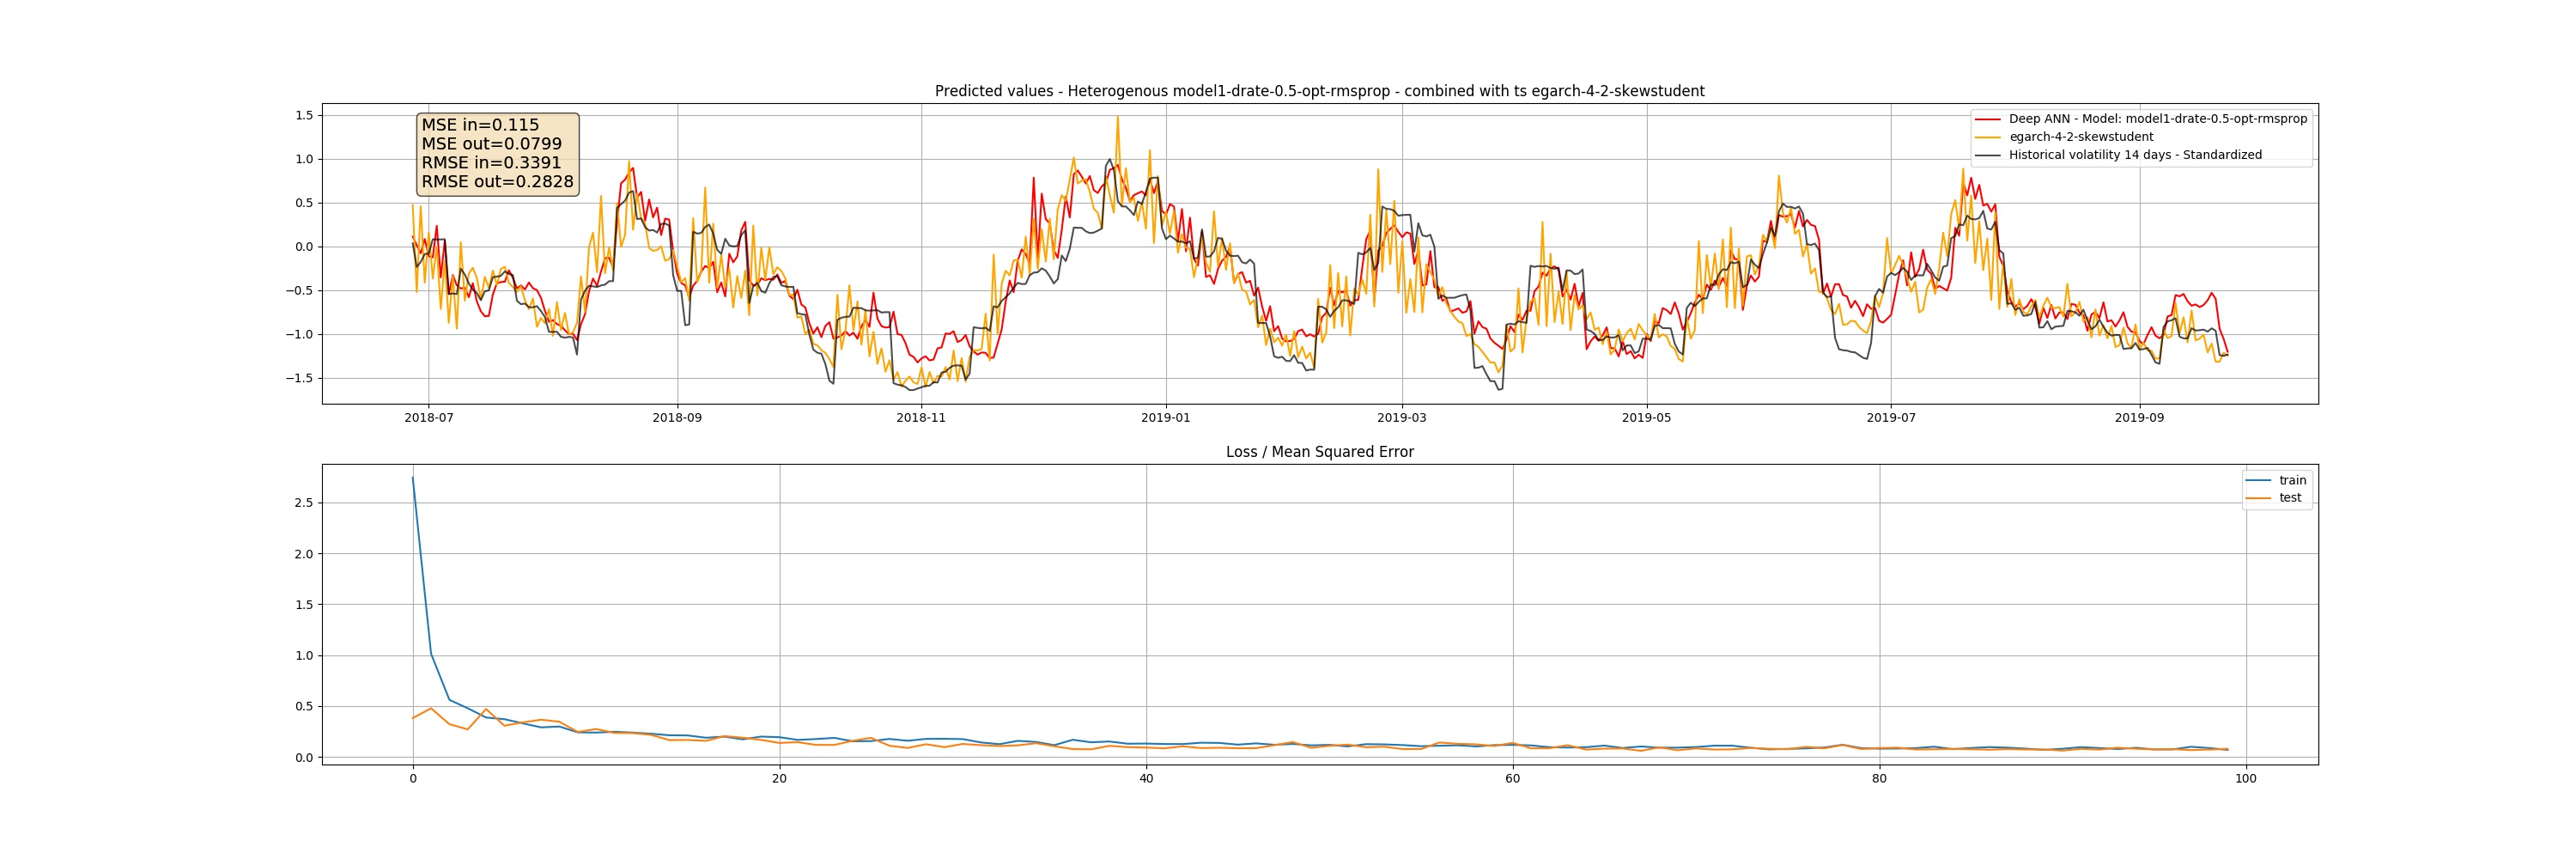 Predicted values - Heterogenous model1-drate-0.5-opt-rmsprop - combined with ts egarch-4-2-skewstudent
MSE in=0.115
MSE out=0.0799
RMSE in=0.3391
RMSE out=0.2828
Deep ANN - Model: model1-drate-0.5-opt-rmsprop
egarch-4-2-skewstudent
Historical volatility 14 days - Standardized
1.5
1.0
0.5
0.0
−0.5
−1.0
−1.5
2018-07 2018-09 2018-11 2019-01 2019-03 2019-05 2019-07 2019-09
Loss / Mean Squared Error
train
test
2.5
2.0
1.5
1.0
0.5
0.0
0 20 40 60 80 100